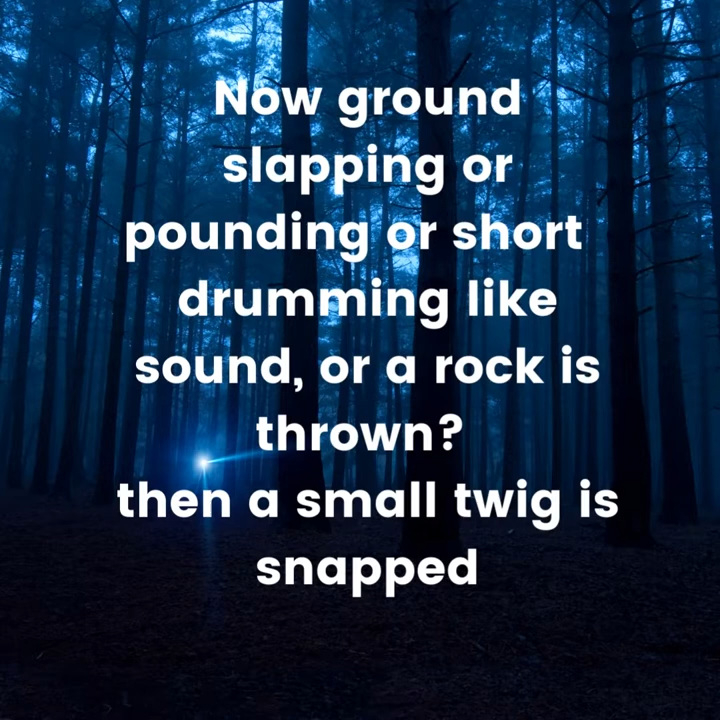 Now ground
slapping or
pounding or short
drumming like
sound, or a rock is
thrown?
then a small twig is
snapped